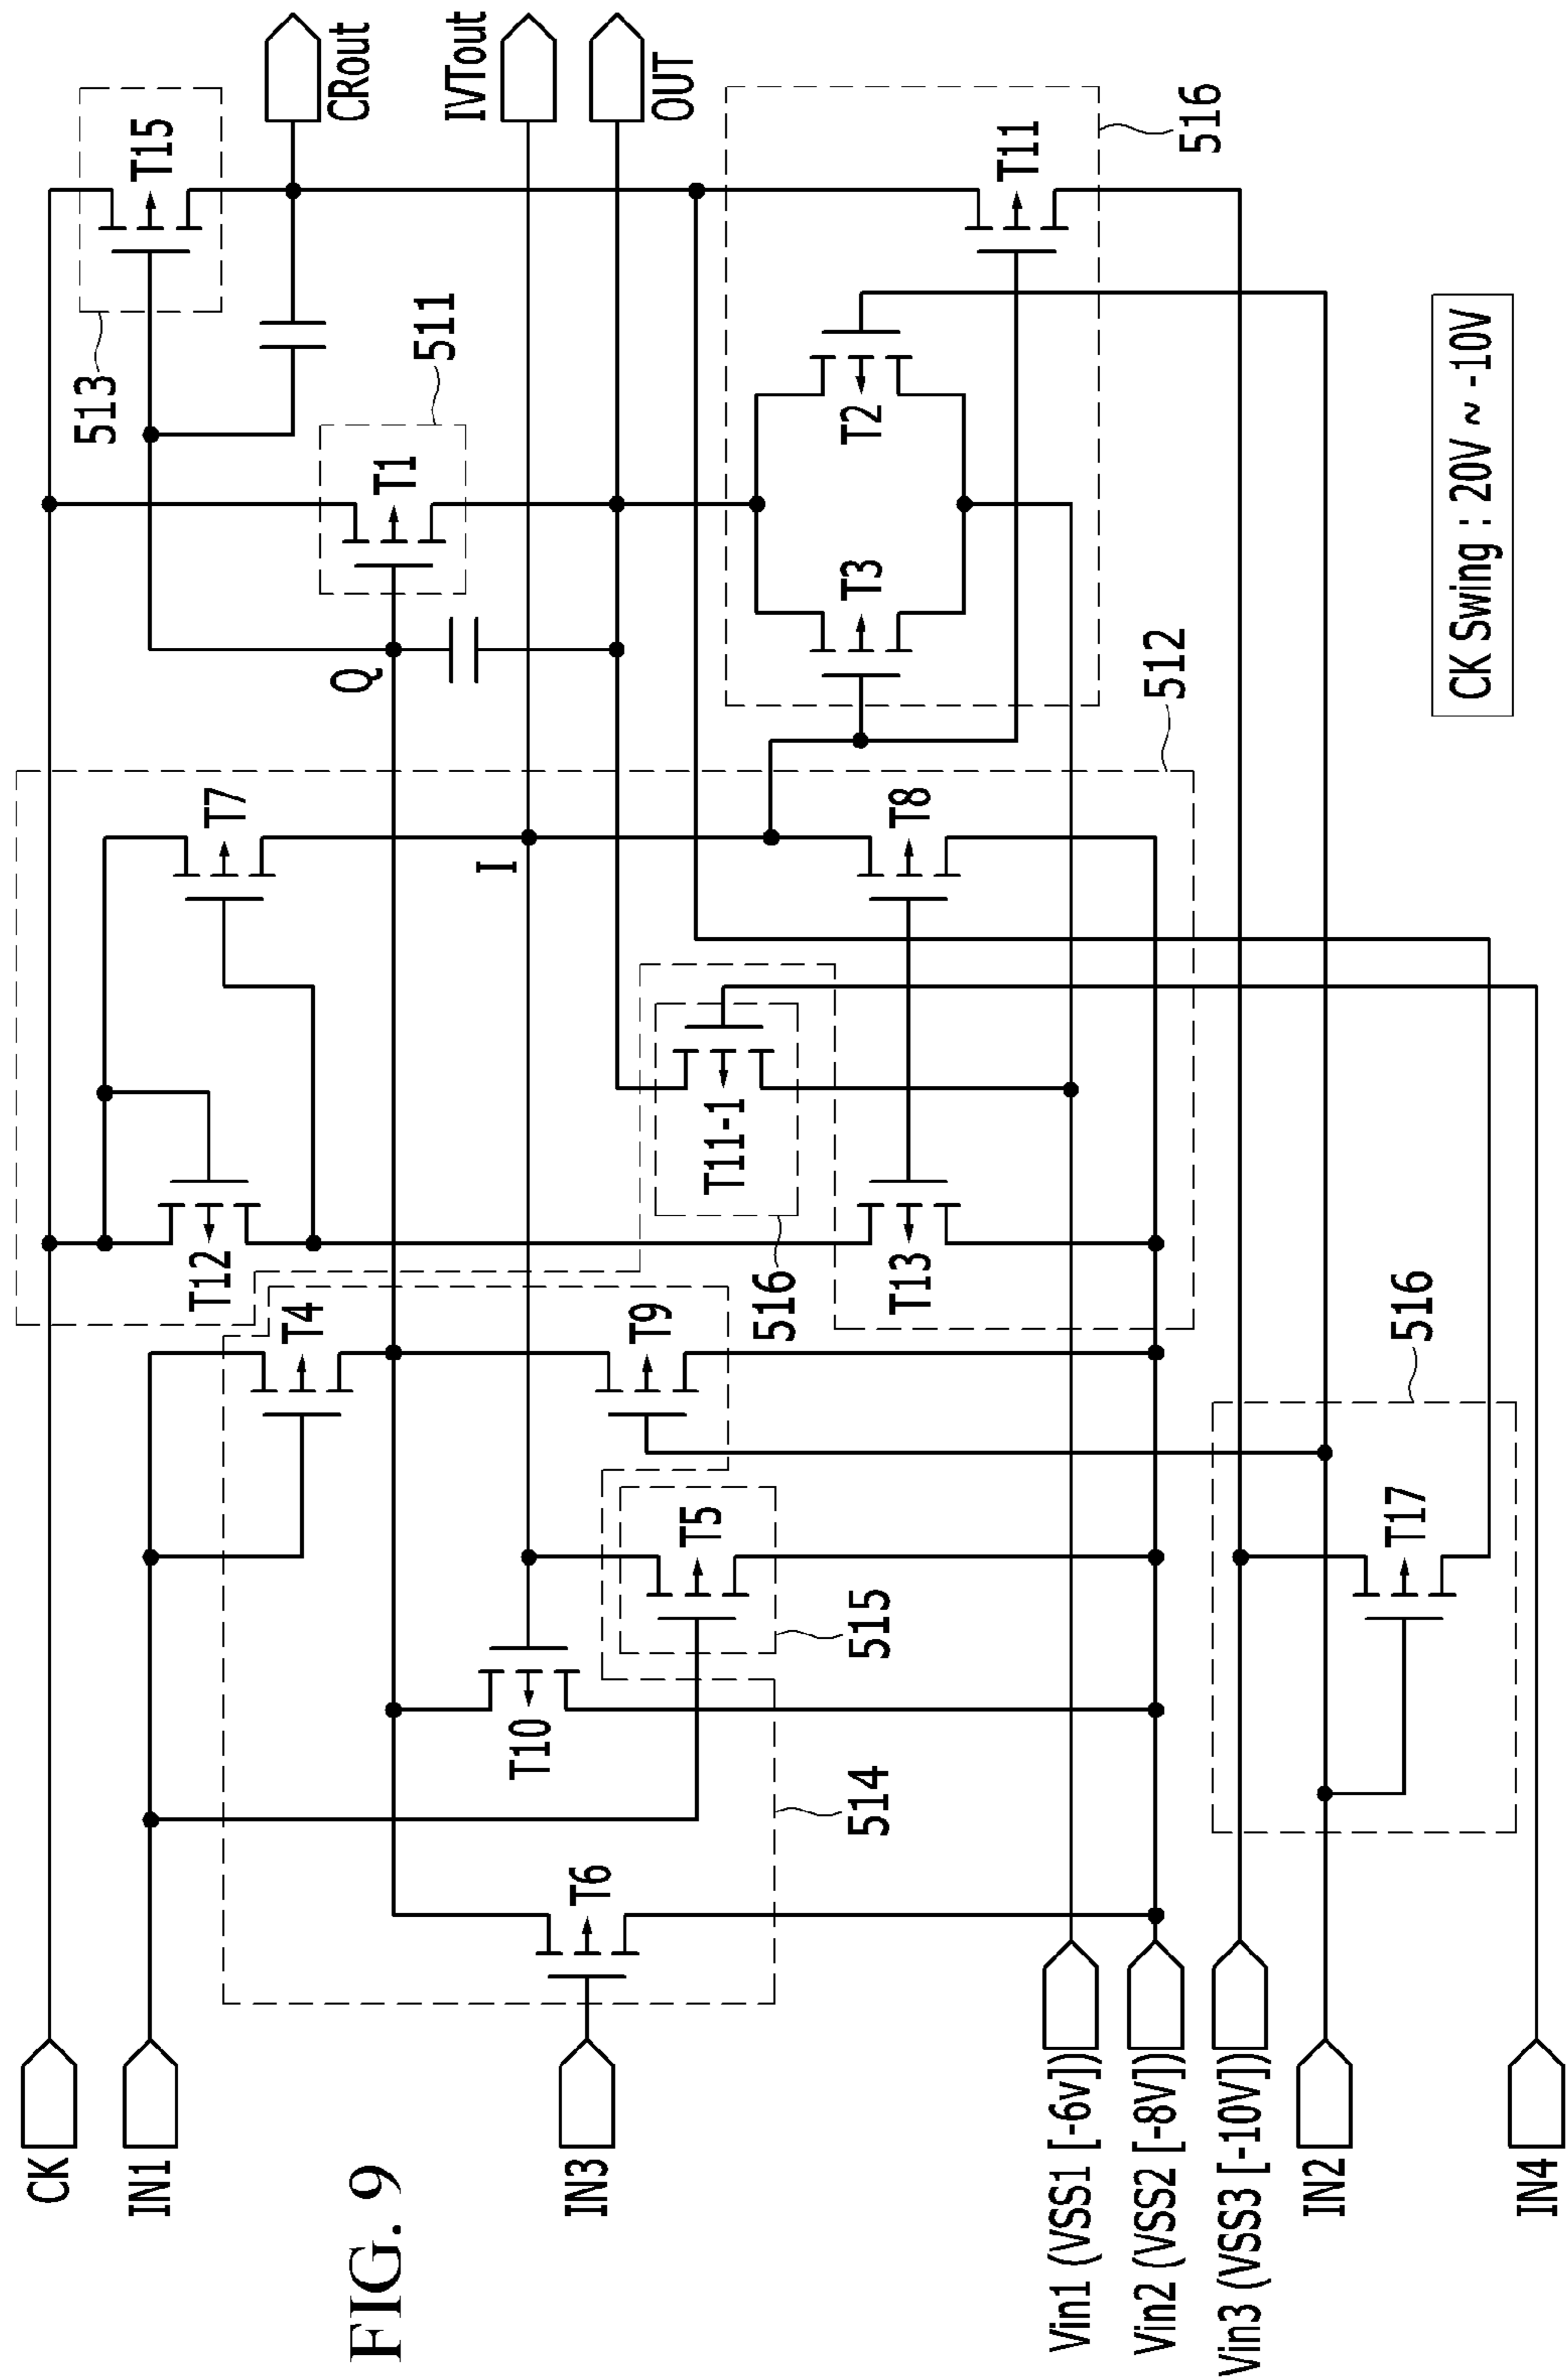 FIG. 9
CK
IN1
IN3
Vin1 (VSS1 [-6v])
Vin2 (VSS2 [-8V])
Vin3 (VSS3 [-10V])
IN2
IN4
T6
514
T10
T5
515
T4
T9
T17
516
T12
T11-1
516
T13
T7
I
T8
512
Q
T1
511
T3
T2
513
T15
T11
516
CRout
IVTout
OUT
CK Swing : 20V ~ -10V